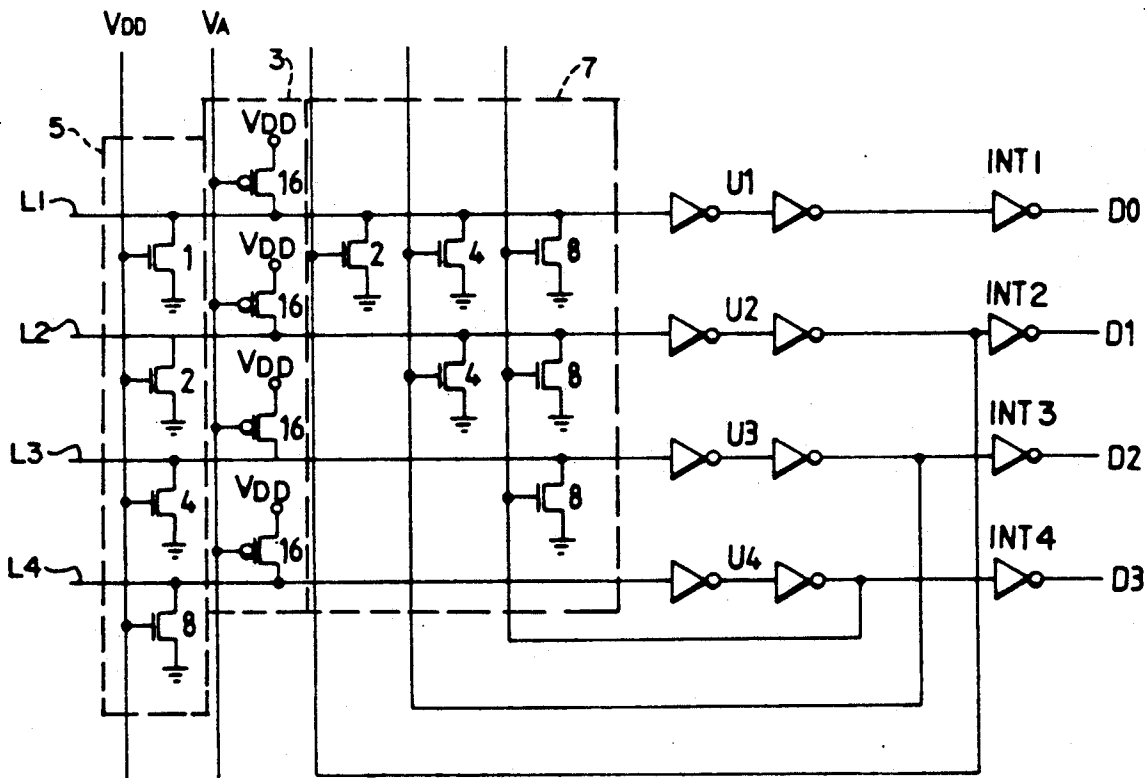 VDD VA
3 7
5 VDD
16 INT1
L1 U1 D0
1 VDD 2 4 8
16 INT2
L2 U2 D1
2 VDD 4 8
16 INT3
L3 U3 D2
4 VDD 8
16 INT4
L4 U4 D3
8